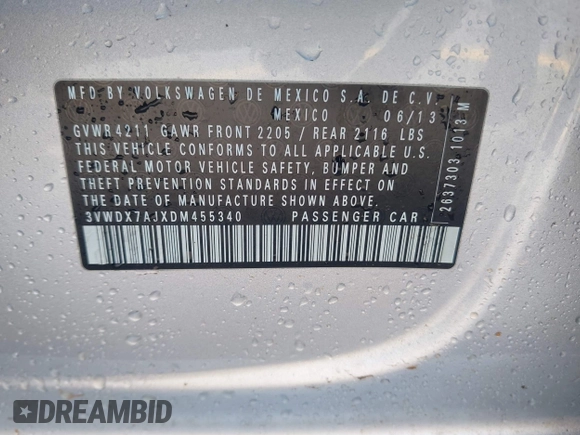 MFD BY VOLKSWAGEN DE MEXICO S.A. DE C.V.
MEXICO 06/13
GVWR 4211 GAWR FRONT 2205 / REAR 2116 LBS
THIS VEHICLE CONFORMS TO ALL APPLICABLE U.S.
FEDERAL MOTOR VEHICLE SAFETY, BUMPER AND
THEFT PREVENTION STANDARDS IN EFFECT ON
THE DATE OF MANUFACTURE SHOWN ABOVE.
3VWDX7AJXDM455340 PASSENGER CAR
2637303 1013 M
DREAMBID